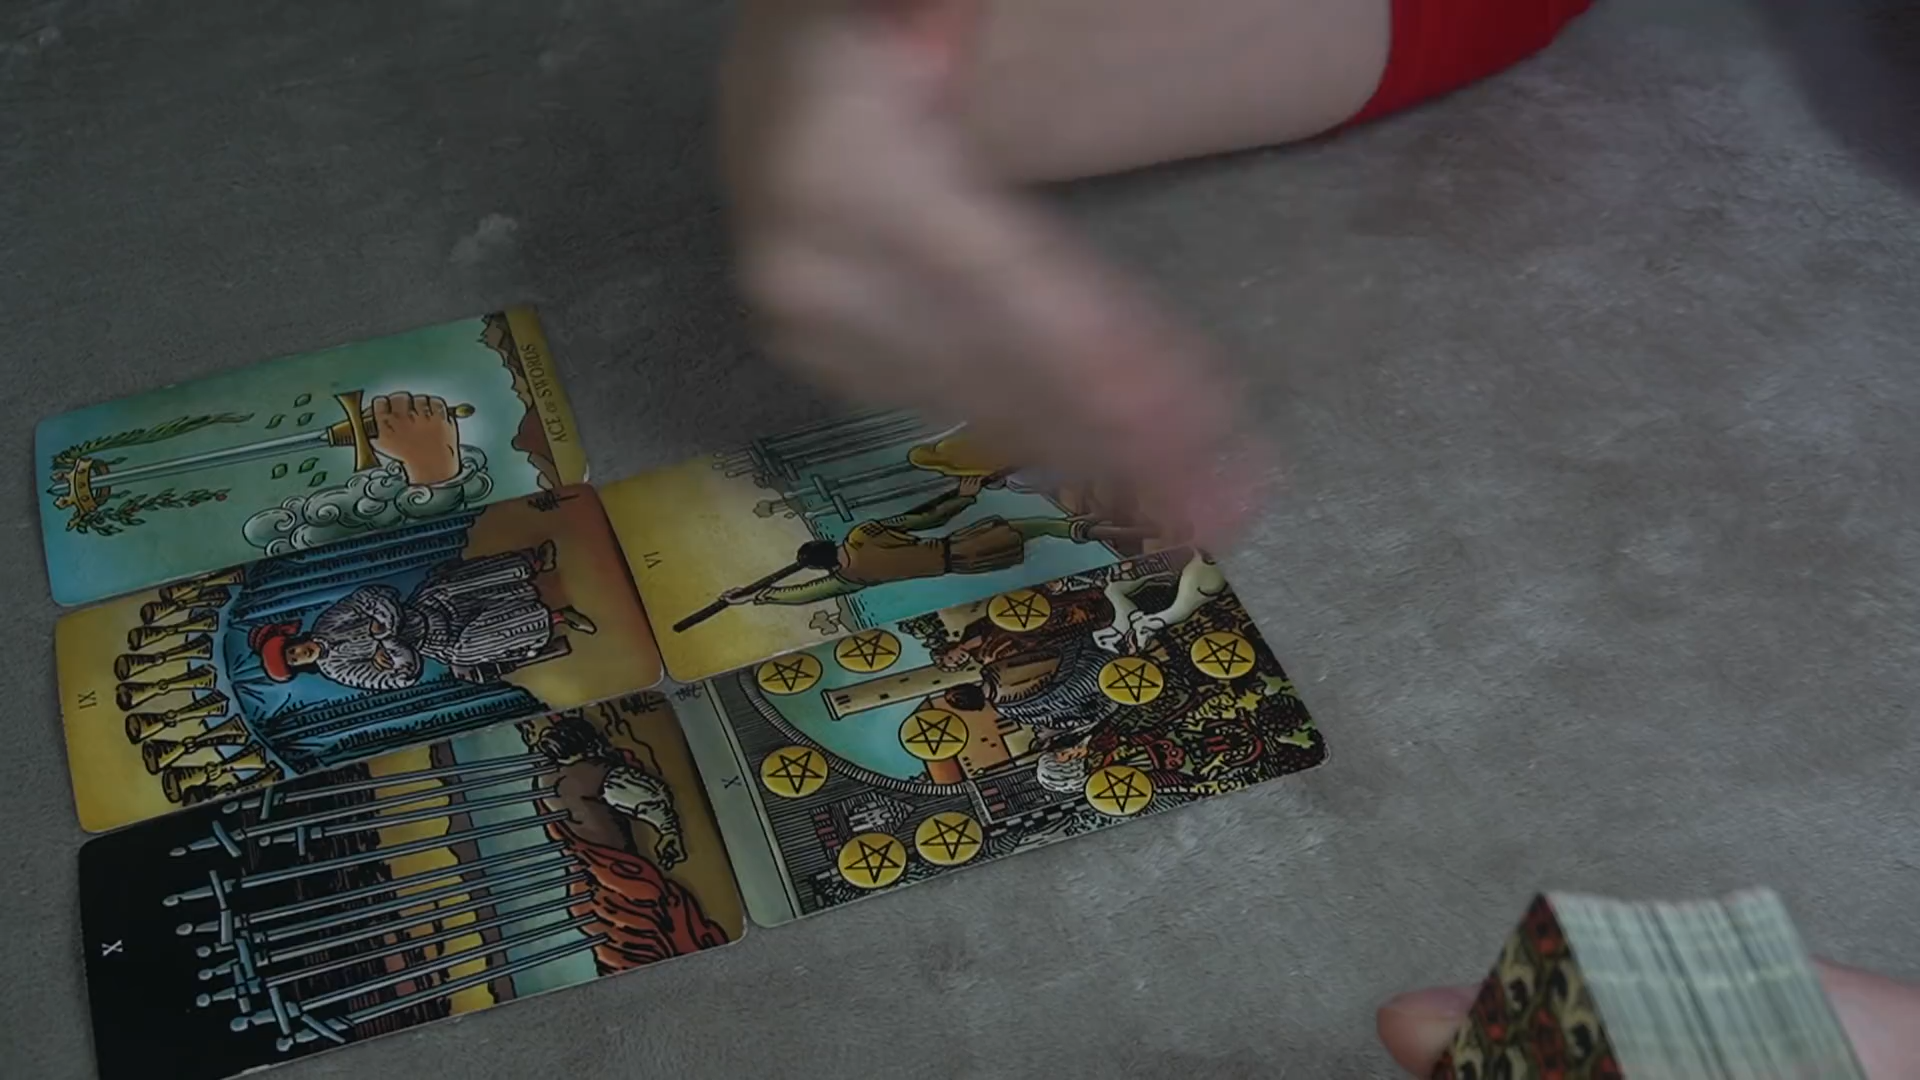 ACE OF SWORDS
VI
IX
X
X